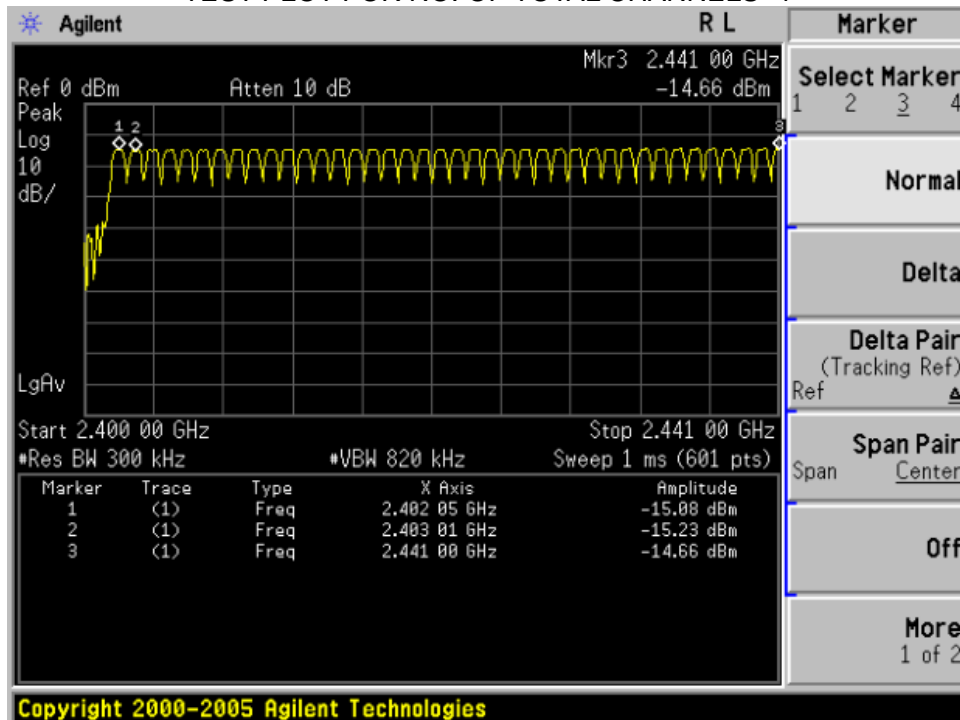 Agilent R L Marker
Mkr3 2.441 00 GHz
Ref 0 dBm Atten 10 dB -14.66 dBm
Peak
Log
10
dB/
1 2 3
LgAv
Start 2.400 00 GHz Stop 2.441 00 GHz
#Res BW 300 kHz #VBW 820 kHz Sweep 1 ms (601 pts)
Marker Trace Type X Axis Amplitude
1 (1) Freq 2.402 05 GHz -15.08 dBm
2 (1) Freq 2.403 01 GHz -15.23 dBm
3 (1) Freq 2.441 00 GHz -14.66 dBm
Select Marker
1 2 3 4
Normal
Delta
Delta Pair
(Tracking Ref)
Ref Δ
Span Pair
Span Center
Off
More
1 of 2
Copyright 2000-2005 Agilent Technologies